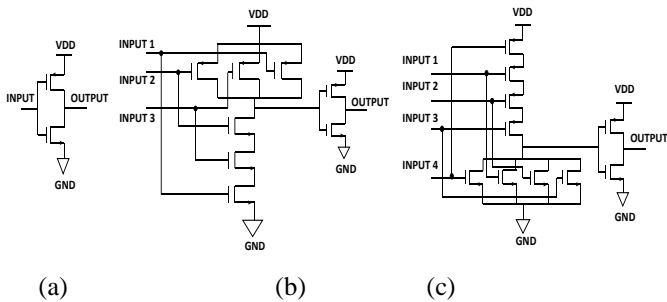 VDD
INPUT
OUTPUT
GND
(a)
VDD
INPUT 1
INPUT 2
INPUT 3
VDD
OUTPUT
GND
GND
(b)
VDD
INPUT 1
INPUT 2
INPUT 3
INPUT 4
VDD
OUTPUT
GND
GND
(c)